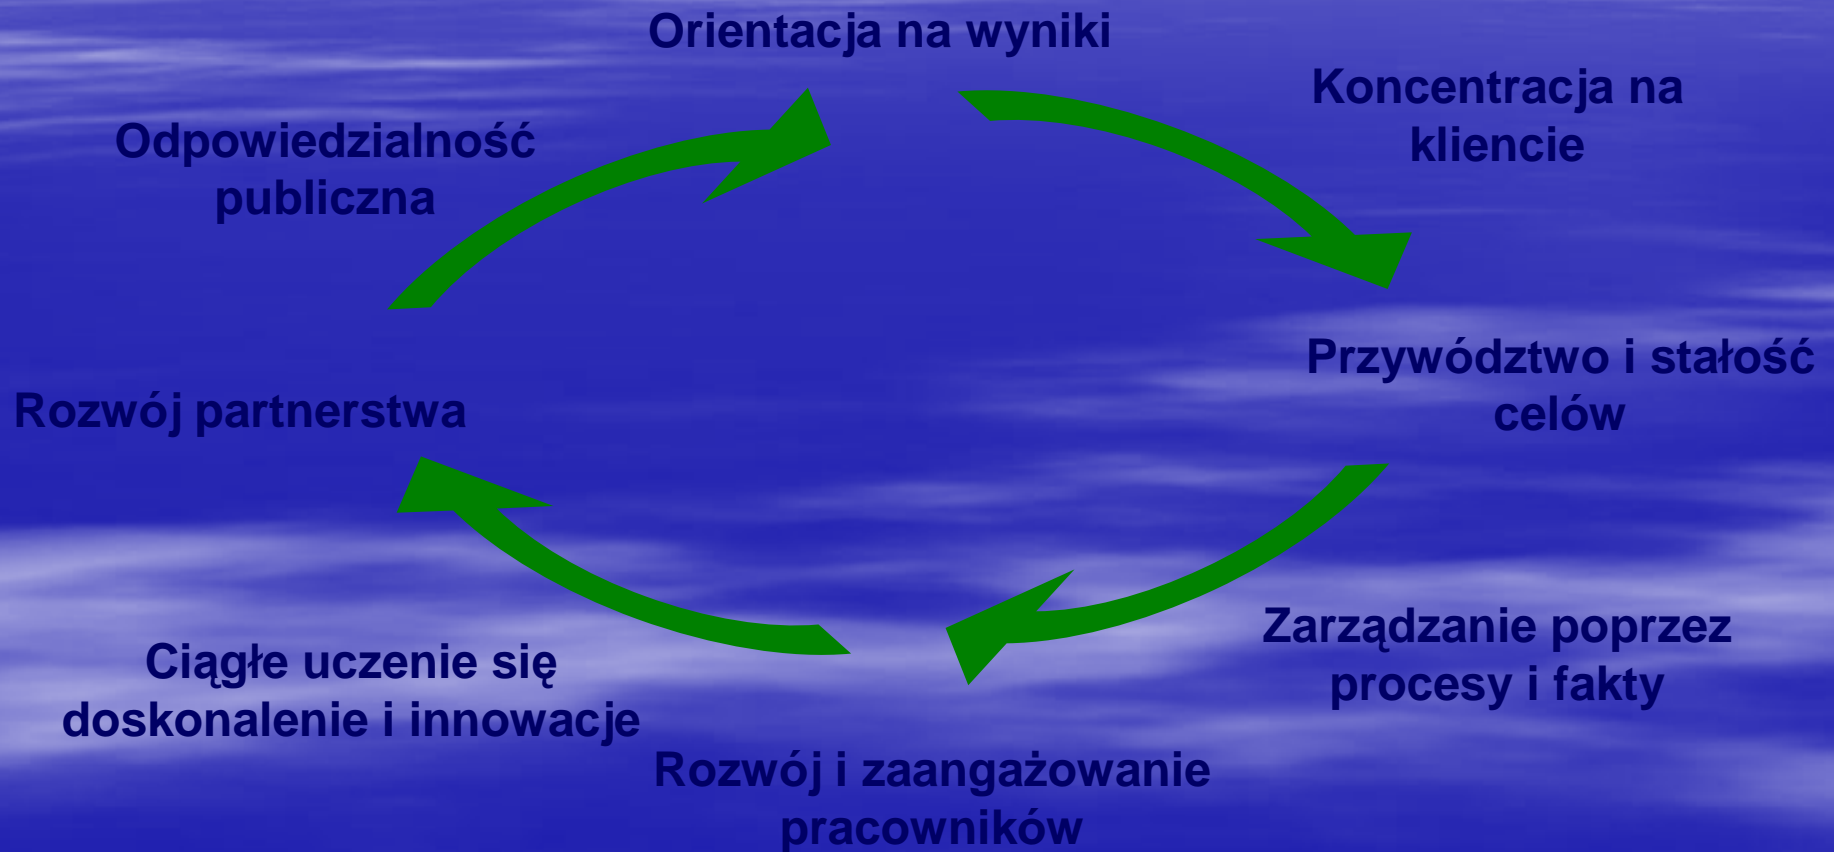 Orientacja na wyniki
Koncentracja na
kliencie
Przywództwo i stałość
celów
Zarządzanie poprzez
procesy i fakty
Rozwój i zaangażowanie
pracowników
Ciągłe uczenie się
doskonalenie i innowacje
Rozwój partnerstwa
Odpowiedzialność
publiczna